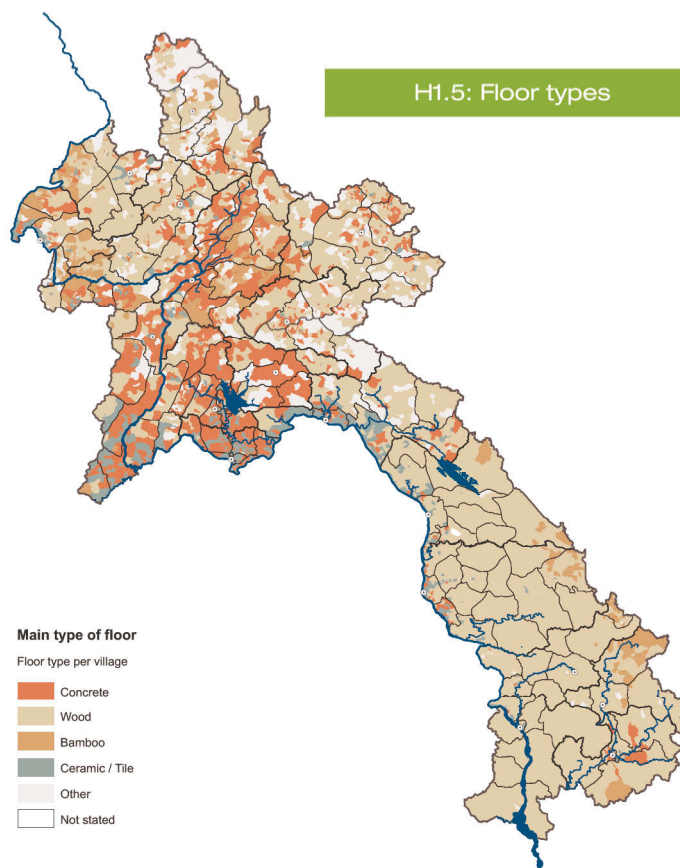 H1.5: Floor types
Main type of floor
Floor type per village
Concrete
Wood
Bamboo
Ceramic / Tile
Other
Not stated